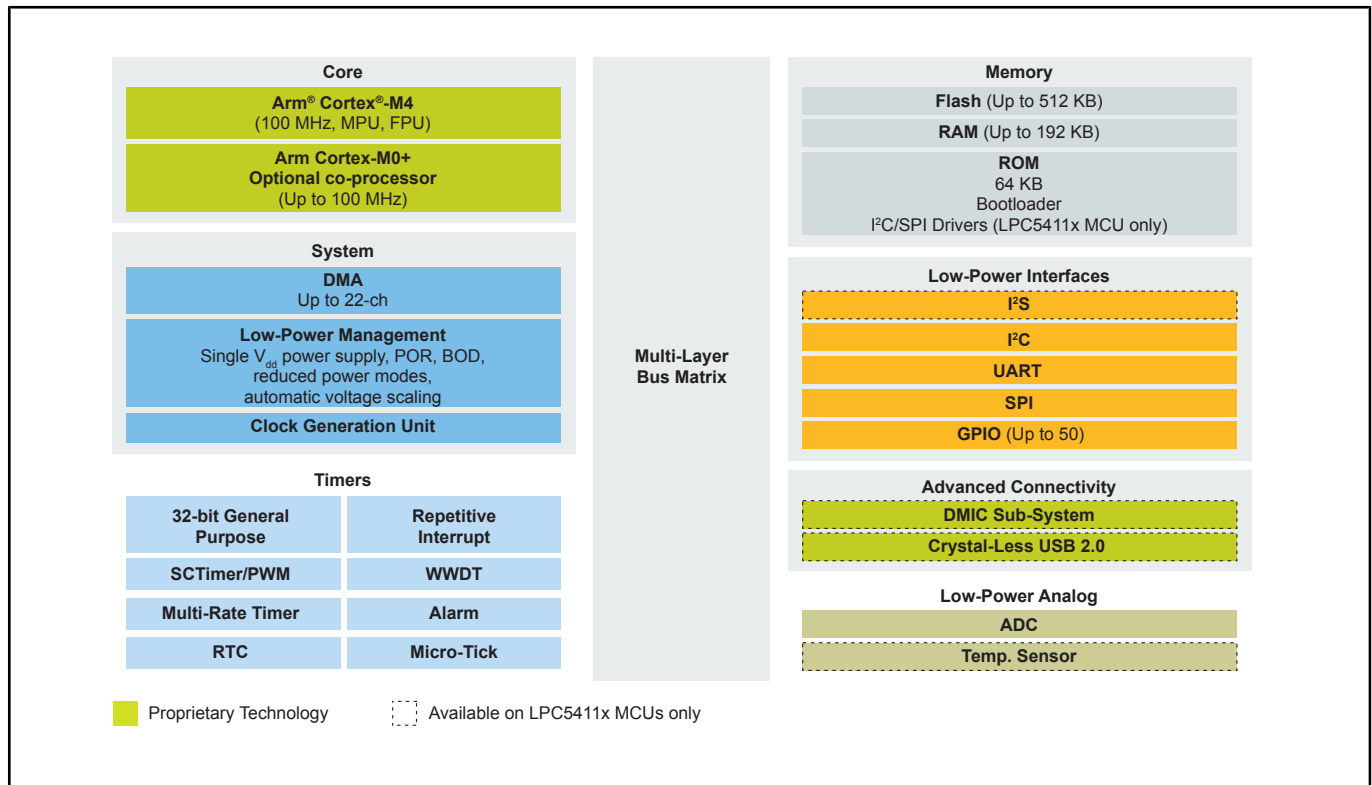 Core
Arm® Cortex®-M4
(100 MHz, MPU, FPU)
Arm Cortex-M0+
Optional co-processor
(Up to 100 MHz)
System
DMA
Up to 22-ch
Low-Power Management
Single Vdd power supply, POR, BOD,
reduced power modes,
automatic voltage scaling
Clock Generation Unit
Timers
32-bit General
Purpose
Repetitive
Interrupt
SCTimer/PWM
WWDT
Multi-Rate Timer
Alarm
RTC
Micro-Tick
Multi-Layer
Bus Matrix
Memory
Flash (Up to 512 KB)
RAM (Up to 192 KB)
ROM
64 KB
Bootloader
I²C/SPI Drivers (LPC5411x MCU only)
Low-Power Interfaces
I²S
I²C
UART
SPI
GPIO (Up to 50)
Advanced Connectivity
DMIC Sub-System
Crystal-Less USB 2.0
Low-Power Analog
ADC
Temp. Sensor
Proprietary Technology
Available on LPC5411x MCUs only